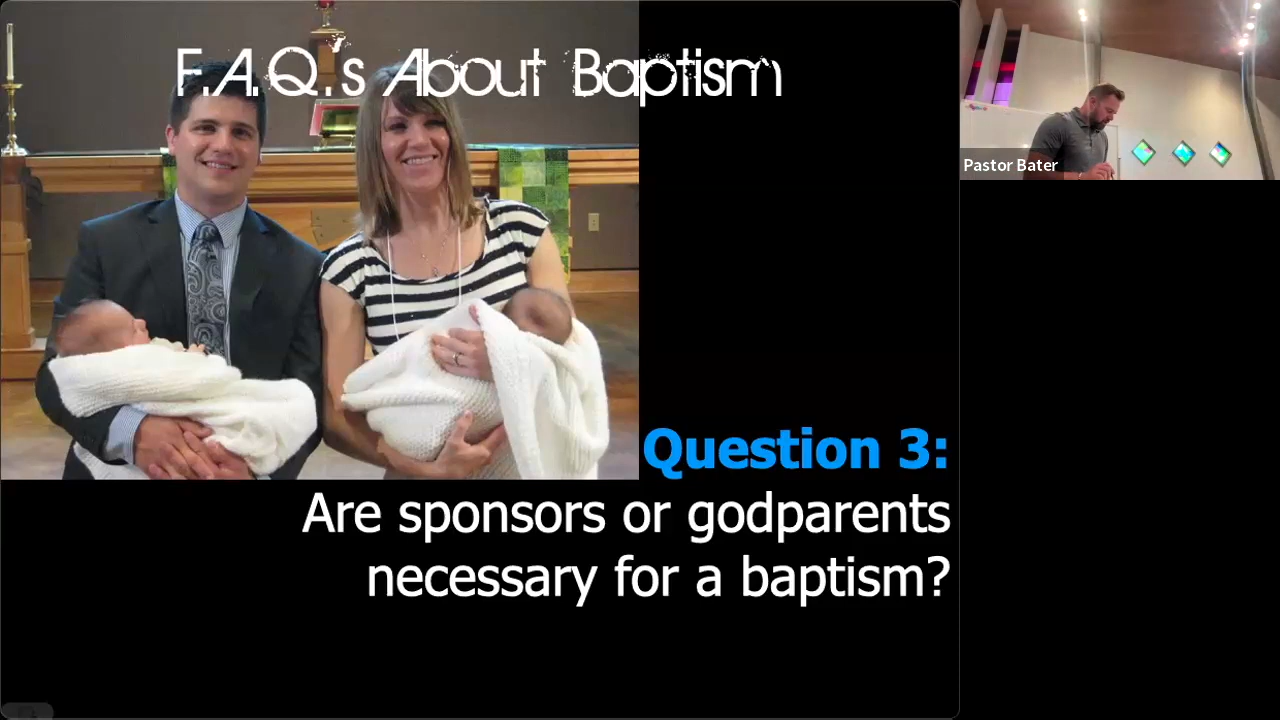 F.A.Q.'s About Baptism
Pastor Bater
Question 3:
Are sponsors or godparents
necessary for a baptism?